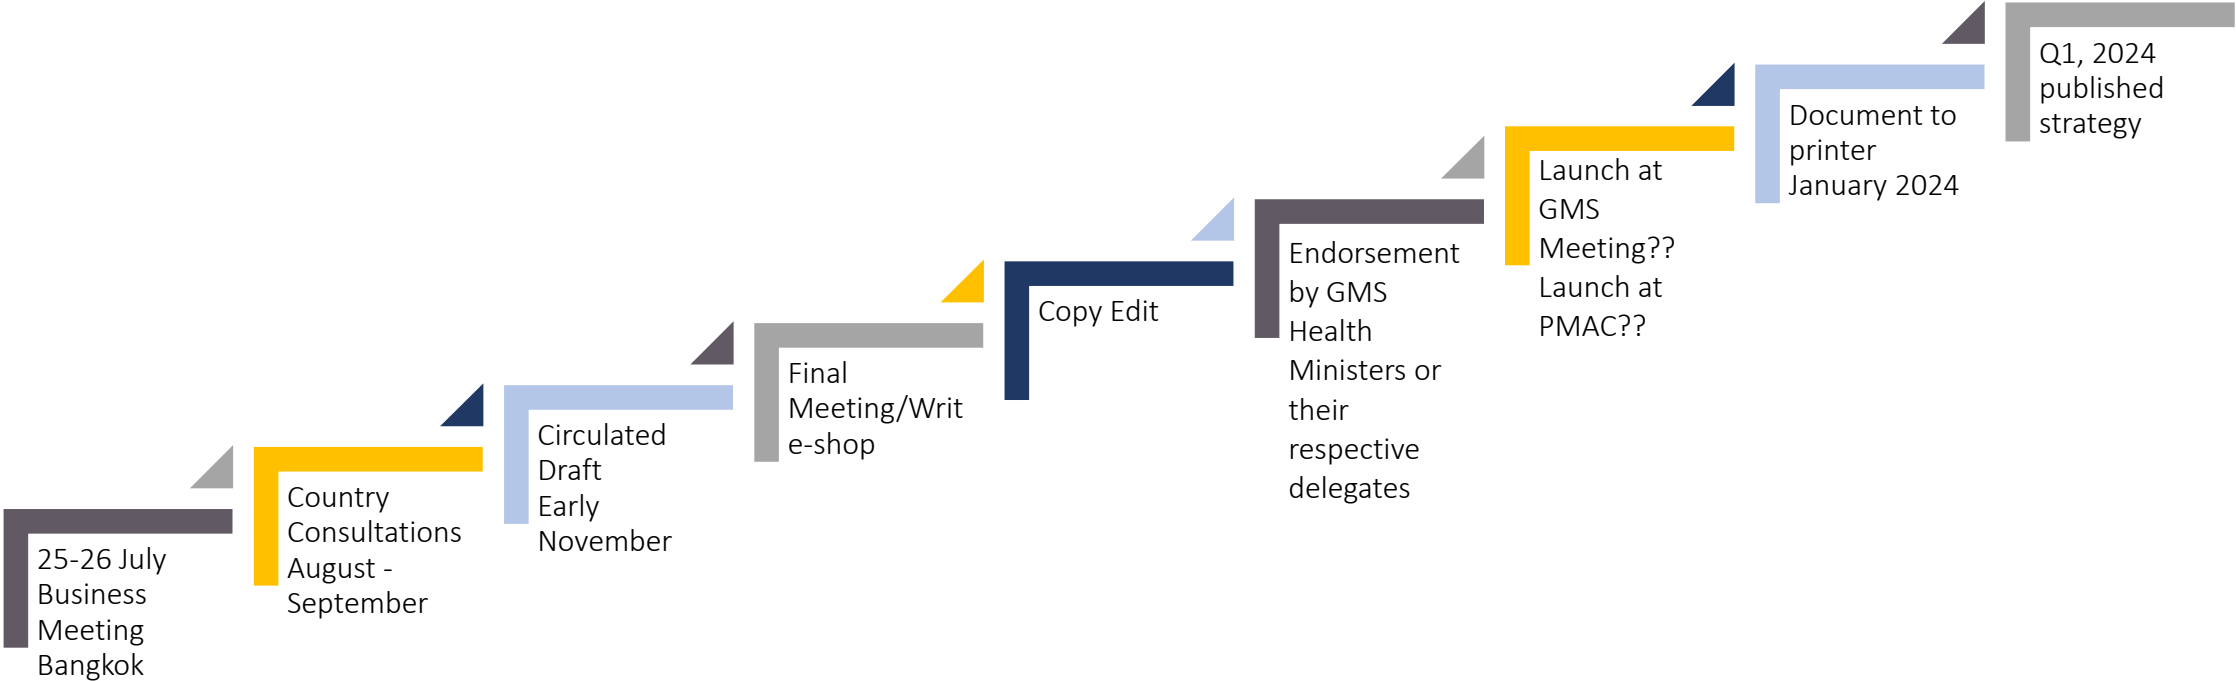 25-26 July
Business
Meeting
Bangkok
Country
Consultations
August -
September
Circulated
Draft
Early
November
Final
Meeting/Writ
e-shop
Copy Edit
Endorsement
by GMS
Health
Ministers or
their
respective
delegates
Launch at
GMS
Meeting??
Launch at
PMAC??
Document to
printer
January 2024
Q1, 2024
published
strategy